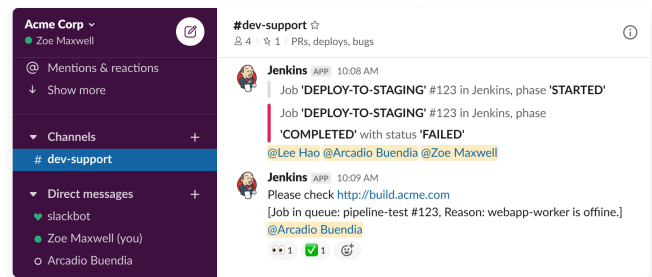 Acme Corp
Zoe Maxwell
@ Mentions & reactions
Show more
Channels +
# dev-support
Direct messages +
slackbot
Zoe Maxwell (you)
Arcadio Buendia
#dev-support
4 | 1 | PRs, deploys, bugs
Jenkins APP 10:08 AM
Job 'DEPLOY-TO-STAGING' #123 in Jenkins, phase 'STARTED'
Job 'DEPLOY-TO-STAGING' #123 in Jenkins, phase
'COMPLETED' with status 'FAILED'
@Lee Hao @Arcadio Buendia @Zoe Maxwell
Jenkins APP 10:09 AM
Please check http://build.acme.com
[Job in queue: pipeline-test #123, Reason: webapp-worker is offline.]
@Arcadio Buendia
👀 1 ✅ 1